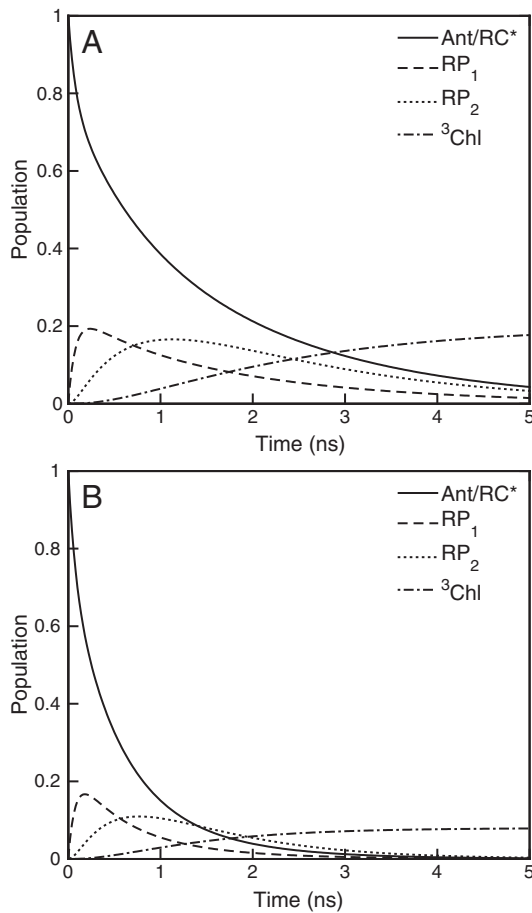 A
Ant/RC*
RP1
RP2
3Chl
Population
1
0.8
0.6
0.4
0.2
0
0 1 2 3 4 5
Time (ns)
B
Ant/RC*
RP1
RP2
3Chl
Population
1
0.8
0.6
0.4
0.2
0
0 1 2 3 4 5
Time (ns)